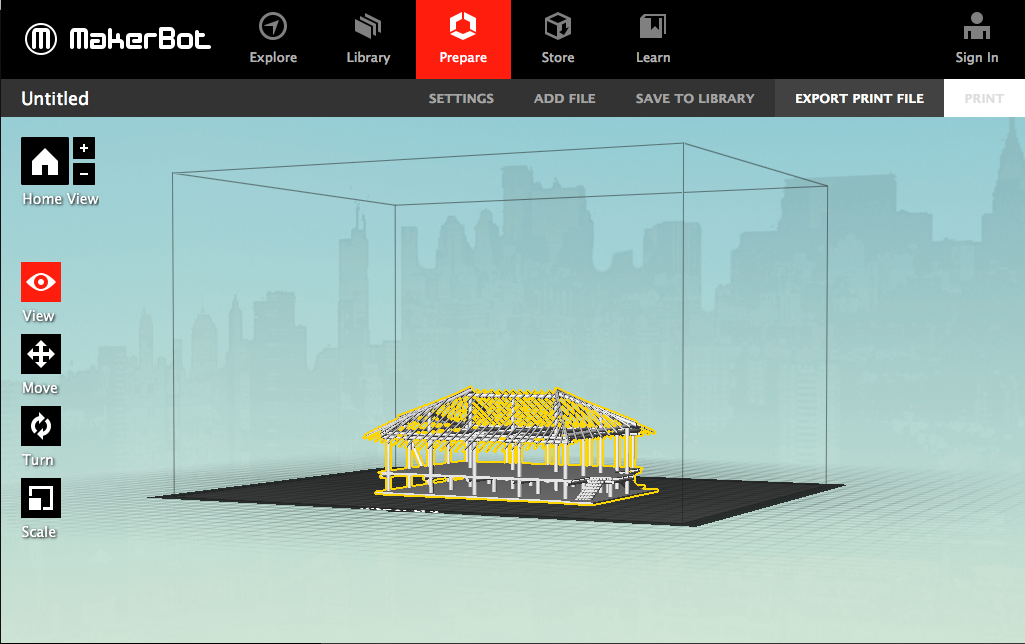 MakerBot
Explore
Library
Prepare
Store
Learn
Sign In
Untitled
SETTINGS
ADD FILE
SAVE TO LIBRARY
EXPORT PRINT FILE
PRINT
+
−
Home View
View
Move
Turn
Scale